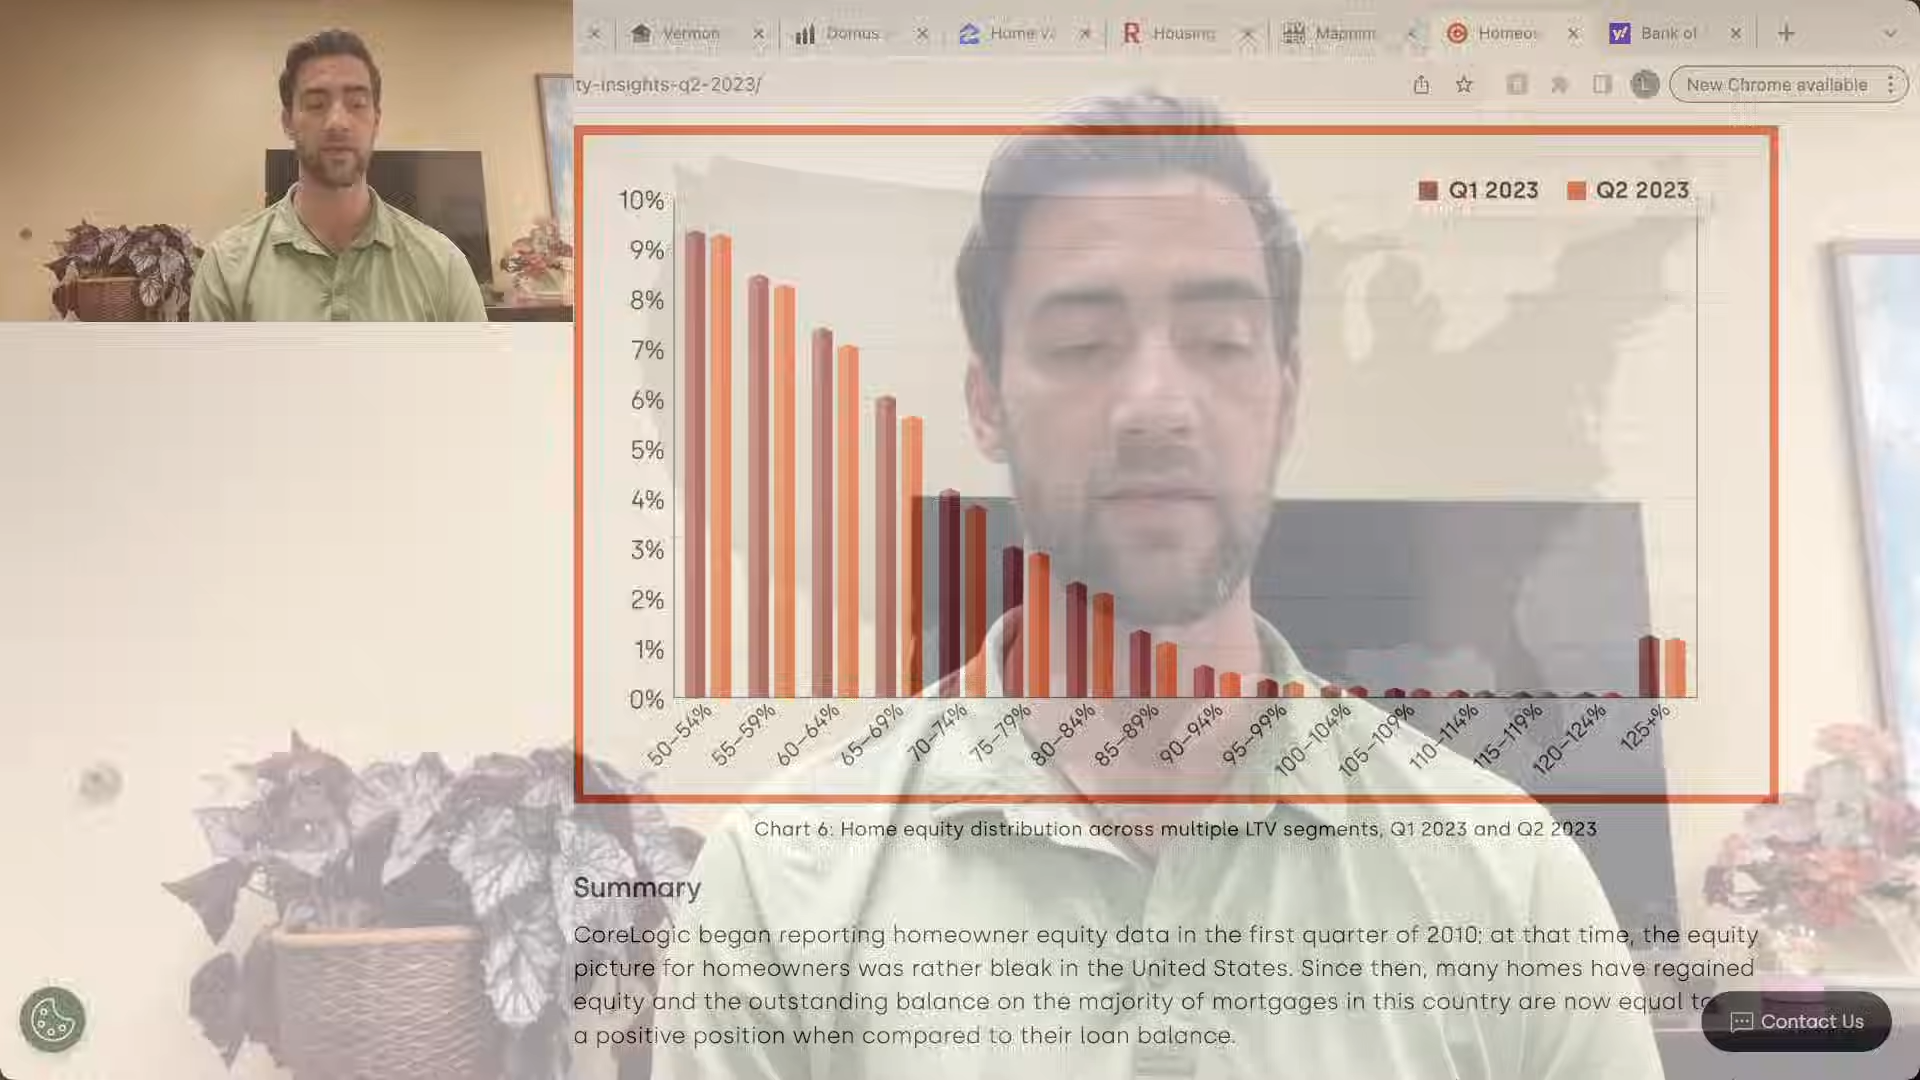 Vermon
Domus
Home Va
Housing
Mapmm
Homeo
Bank of
ty-insights-q2-2023/
New Chrome available
Q1 2023
Q2 2023
10%
9%
8%
7%
6%
5%
4%
3%
2%
1%
0%
50–54%
55–59%
60–64%
65–69%
70–74%
75–79%
80–84%
85–89%
90–94%
95–99%
100–104%
105–109%
110–114%
115–119%
120–124%
125+%
Chart 6: Home equity distribution across multiple LTV segments, Q1 2023 and Q2 2023
Summary
CoreLogic began reporting homeowner equity data in the first quarter of 2010; at that time, the equity
picture for homeowners was rather bleak in the United States. Since then, many homes have regained
equity and the outstanding balance on the majority of mortgages in this country are now equal to
a positive position when compared to their loan balance.
Contact Us